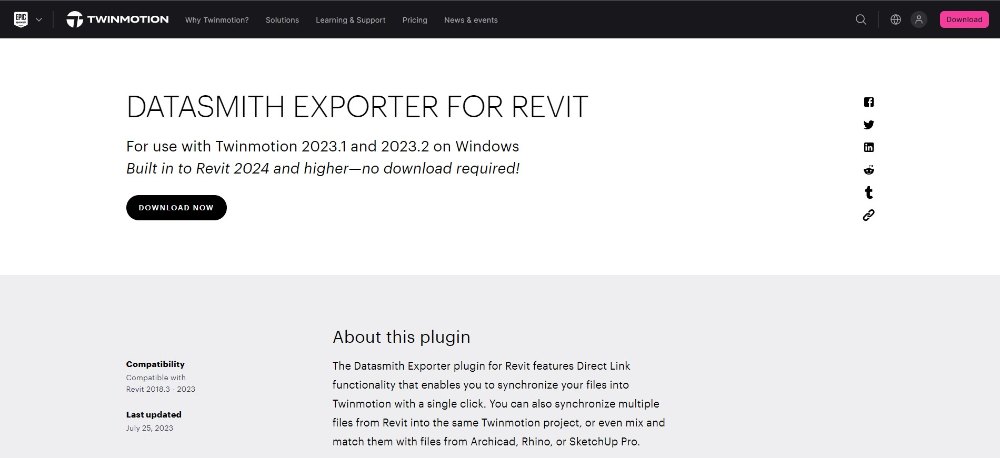 EPIC
GAMES
TWINMOTION
Why Twinmotion?
Solutions
Learning & Support
Pricing
News & events
Download
DATASMITH EXPORTER FOR REVIT
For use with Twinmotion 2023.1 and 2023.2 on Windows
Built in to Revit 2024 and higher—no download required!
DOWNLOAD NOW
About this plugin
Compatibility
Compatible with
Revit 2018.3 - 2023
Last updated
July 25, 2023
The Datasmith Exporter plugin for Revit features Direct Link
functionality that enables you to synchronize your files into
Twinmotion with a single click. You can also synchronize multiple
files from Revit into the same Twinmotion project, or even mix and
match them with files from Archicad, Rhino, or SketchUp Pro.